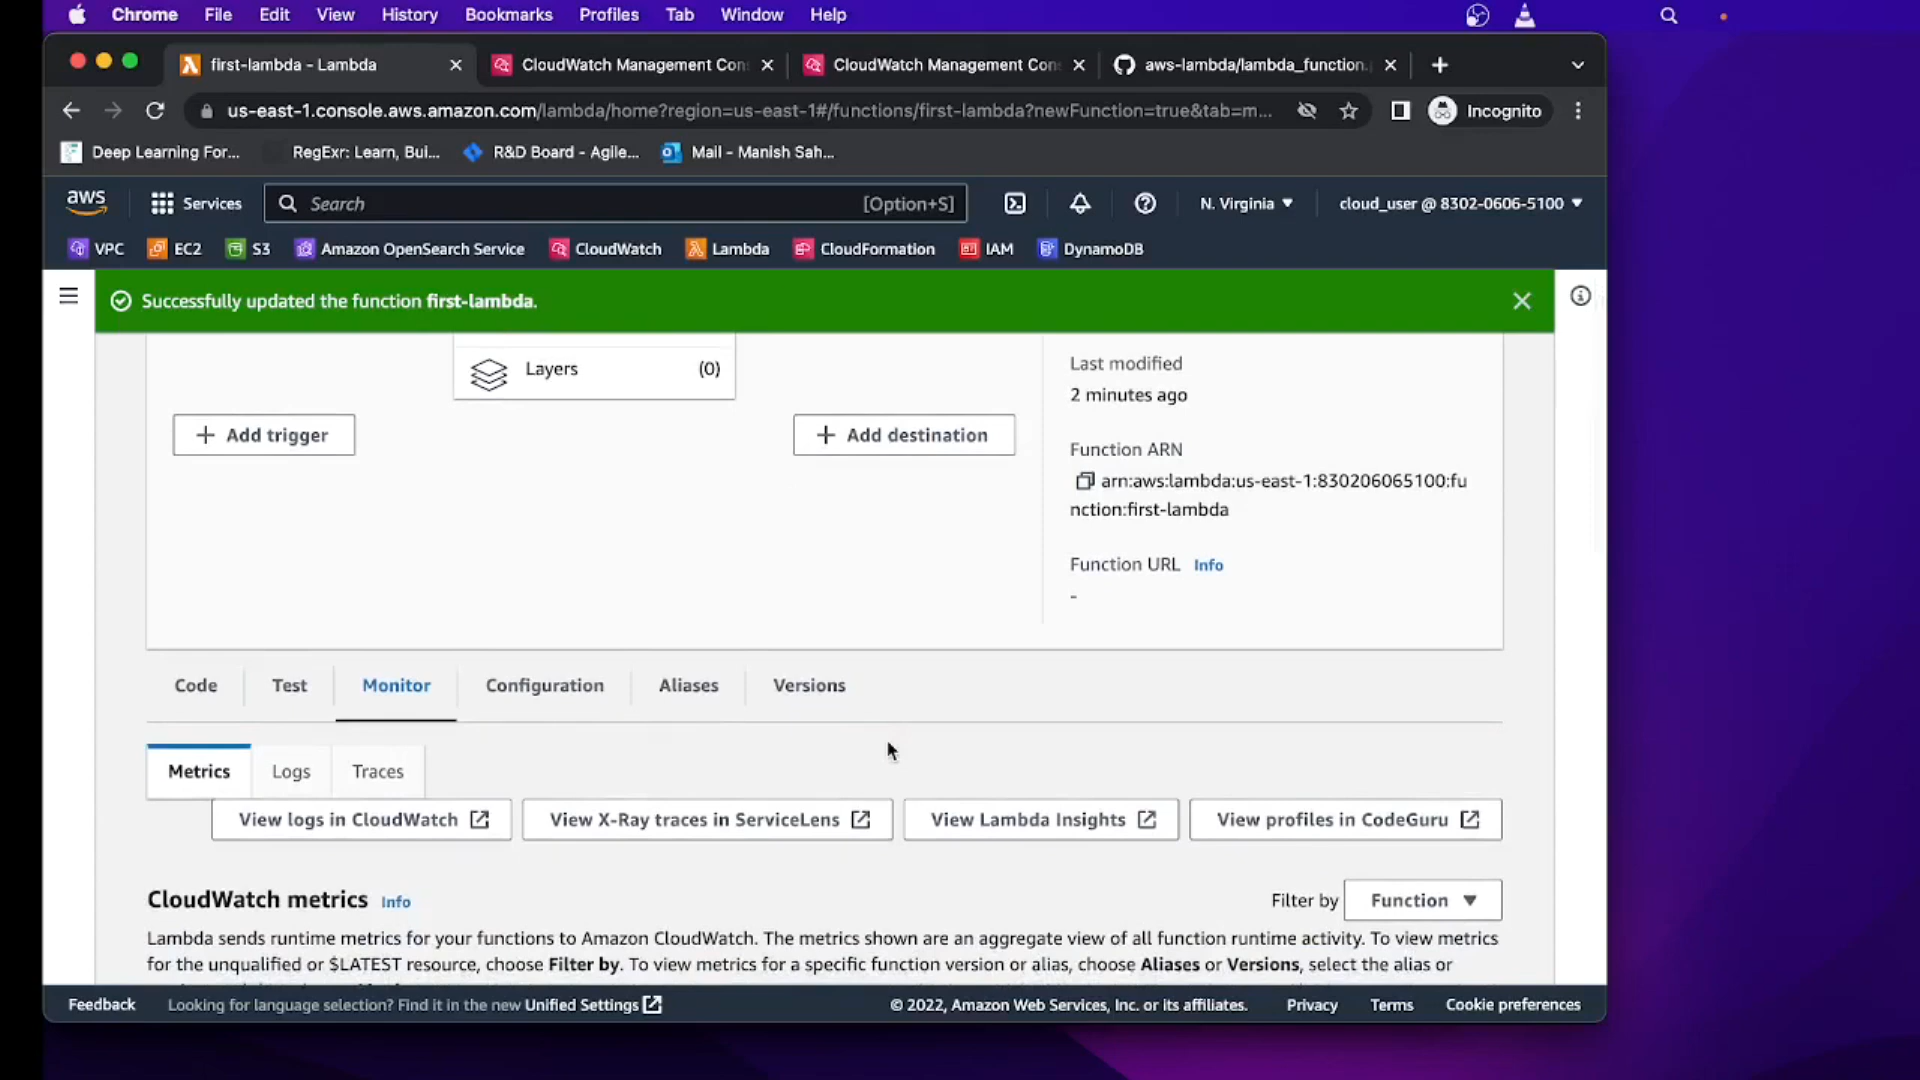 Chrome File Edit View History Bookmarks Profiles Tab Window Help
first-lambda - Lambda CloudWatch Management Con CloudWatch Management Con aws-lambda/lambda_function.
us-east-1.console.aws.amazon.com/lambda/home?region=us-east-1#/functions/first-lambda?newFunction=true&tab=m... Incognito
Deep Learning For... RegExr: Learn, Bui... R&D Board - Agile... Mail - Manish Sah...
aws Services Search [Option+S] N. Virginia cloud_user @ 8302-0606-5100
VPC EC2 S3 Amazon OpenSearch Service CloudWatch Lambda CloudFormation IAM DynamoDB
Successfully updated the function first-lambda.
Layers (0)
Add trigger
Add destination
Last modified
2 minutes ago
Function ARN
arn:aws:lambda:us-east-1:830206065100:fu
nction:first-lambda
Function URL Info
-
Code Test Monitor Configuration Aliases Versions
Metrics Logs Traces
View logs in CloudWatch View X-Ray traces in ServiceLens View Lambda Insights View profiles in CodeGuru
CloudWatch metrics Info Filter by Function
Lambda sends runtime metrics for your functions to Amazon CloudWatch. The metrics shown are an aggregate view of all function runtime activity. To view metrics
for the unqualified or $LATEST resource, choose Filter by. To view metrics for a specific function version or alias, choose Aliases or Versions, select the alias or
Feedback Looking for language selection? Find it in the new Unified Settings © 2022, Amazon Web Services, Inc. or its affiliates. Privacy Terms Cookie preferences